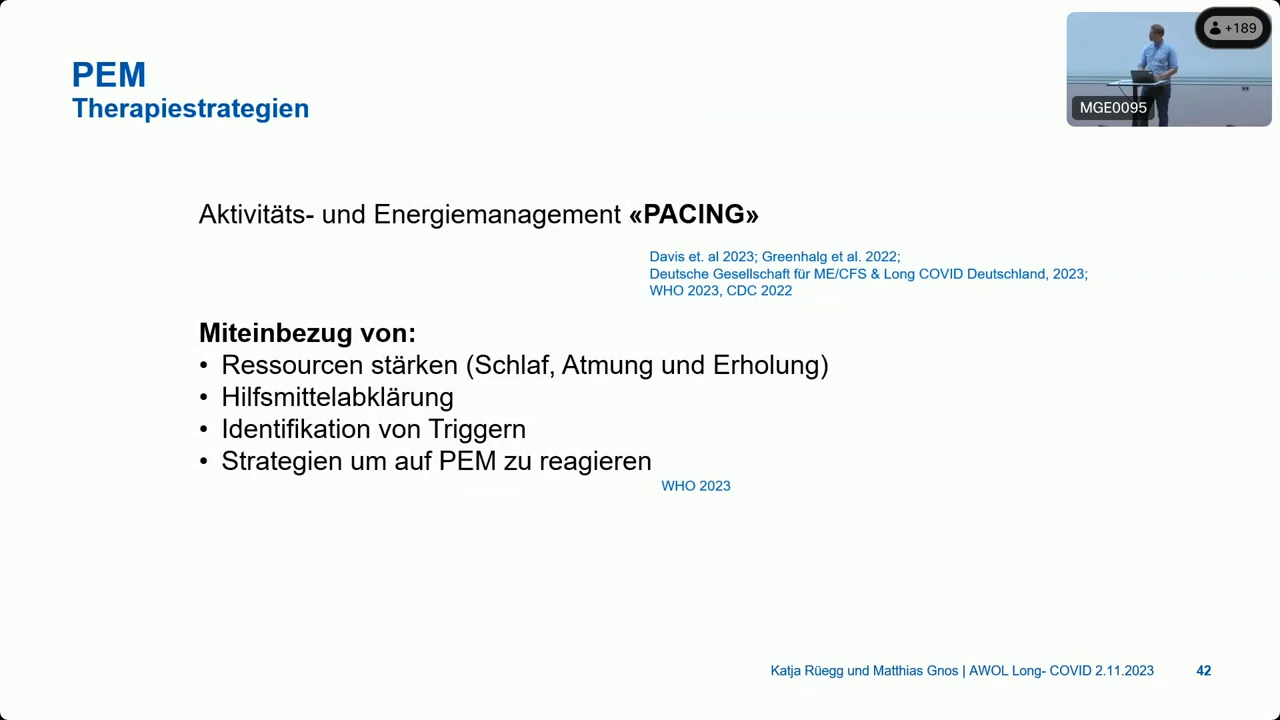 PEM
Therapiestrategien
+189
MGE0095
Aktivitäts- und Energiemanagement «PACING»
Davis et. al 2023; Greenhalg et al. 2022;
Deutsche Gesellschaft für ME/CFS & Long COVID Deutschland, 2023;
WHO 2023, CDC 2022
Miteinbezug von:
• Ressourcen stärken (Schlaf, Atmung und Erholung)
• Hilfsmittelabklärung
• Identifikation von Triggern
• Strategien um auf PEM zu reagieren
WHO 2023
Katja Rüegg und Matthias Gnos | AWOL Long- COVID 2.11.2023 42